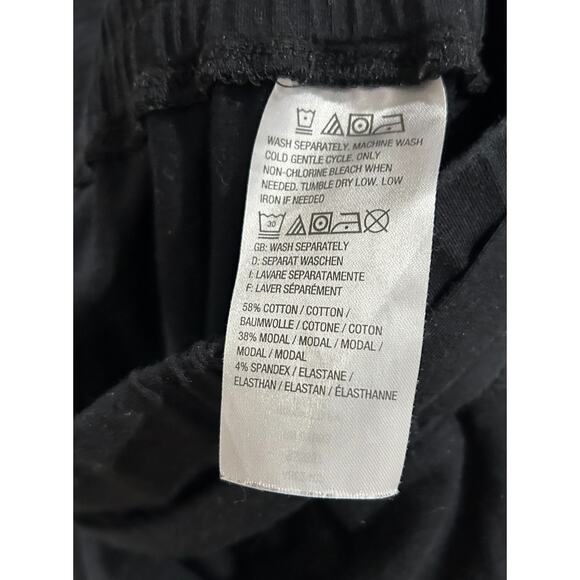 WASH SEPARATELY. MACHINE WASH
COLD GENTLE CYCLE. ONLY
NON-CHLORINE BLEACH WHEN
NEEDED. TUMBLE DRY LOW. LOW
IRON IF NEEDED
30
GB: WASH SEPARATELY
D: SEPARAT WASCHEN
I: LAVARE SEPARATAMENTE
F: LAVER SÉPARÉMENT
58% COTTON / COTTON /
BAUMWOLLE / COTONE / COTON
38% MODAL / MODAL / MODAL /
MODAL / MODAL
4% SPANDEX / ELASTANE /
ELASTHAN / ELASTAN / ÉLASTHANNE